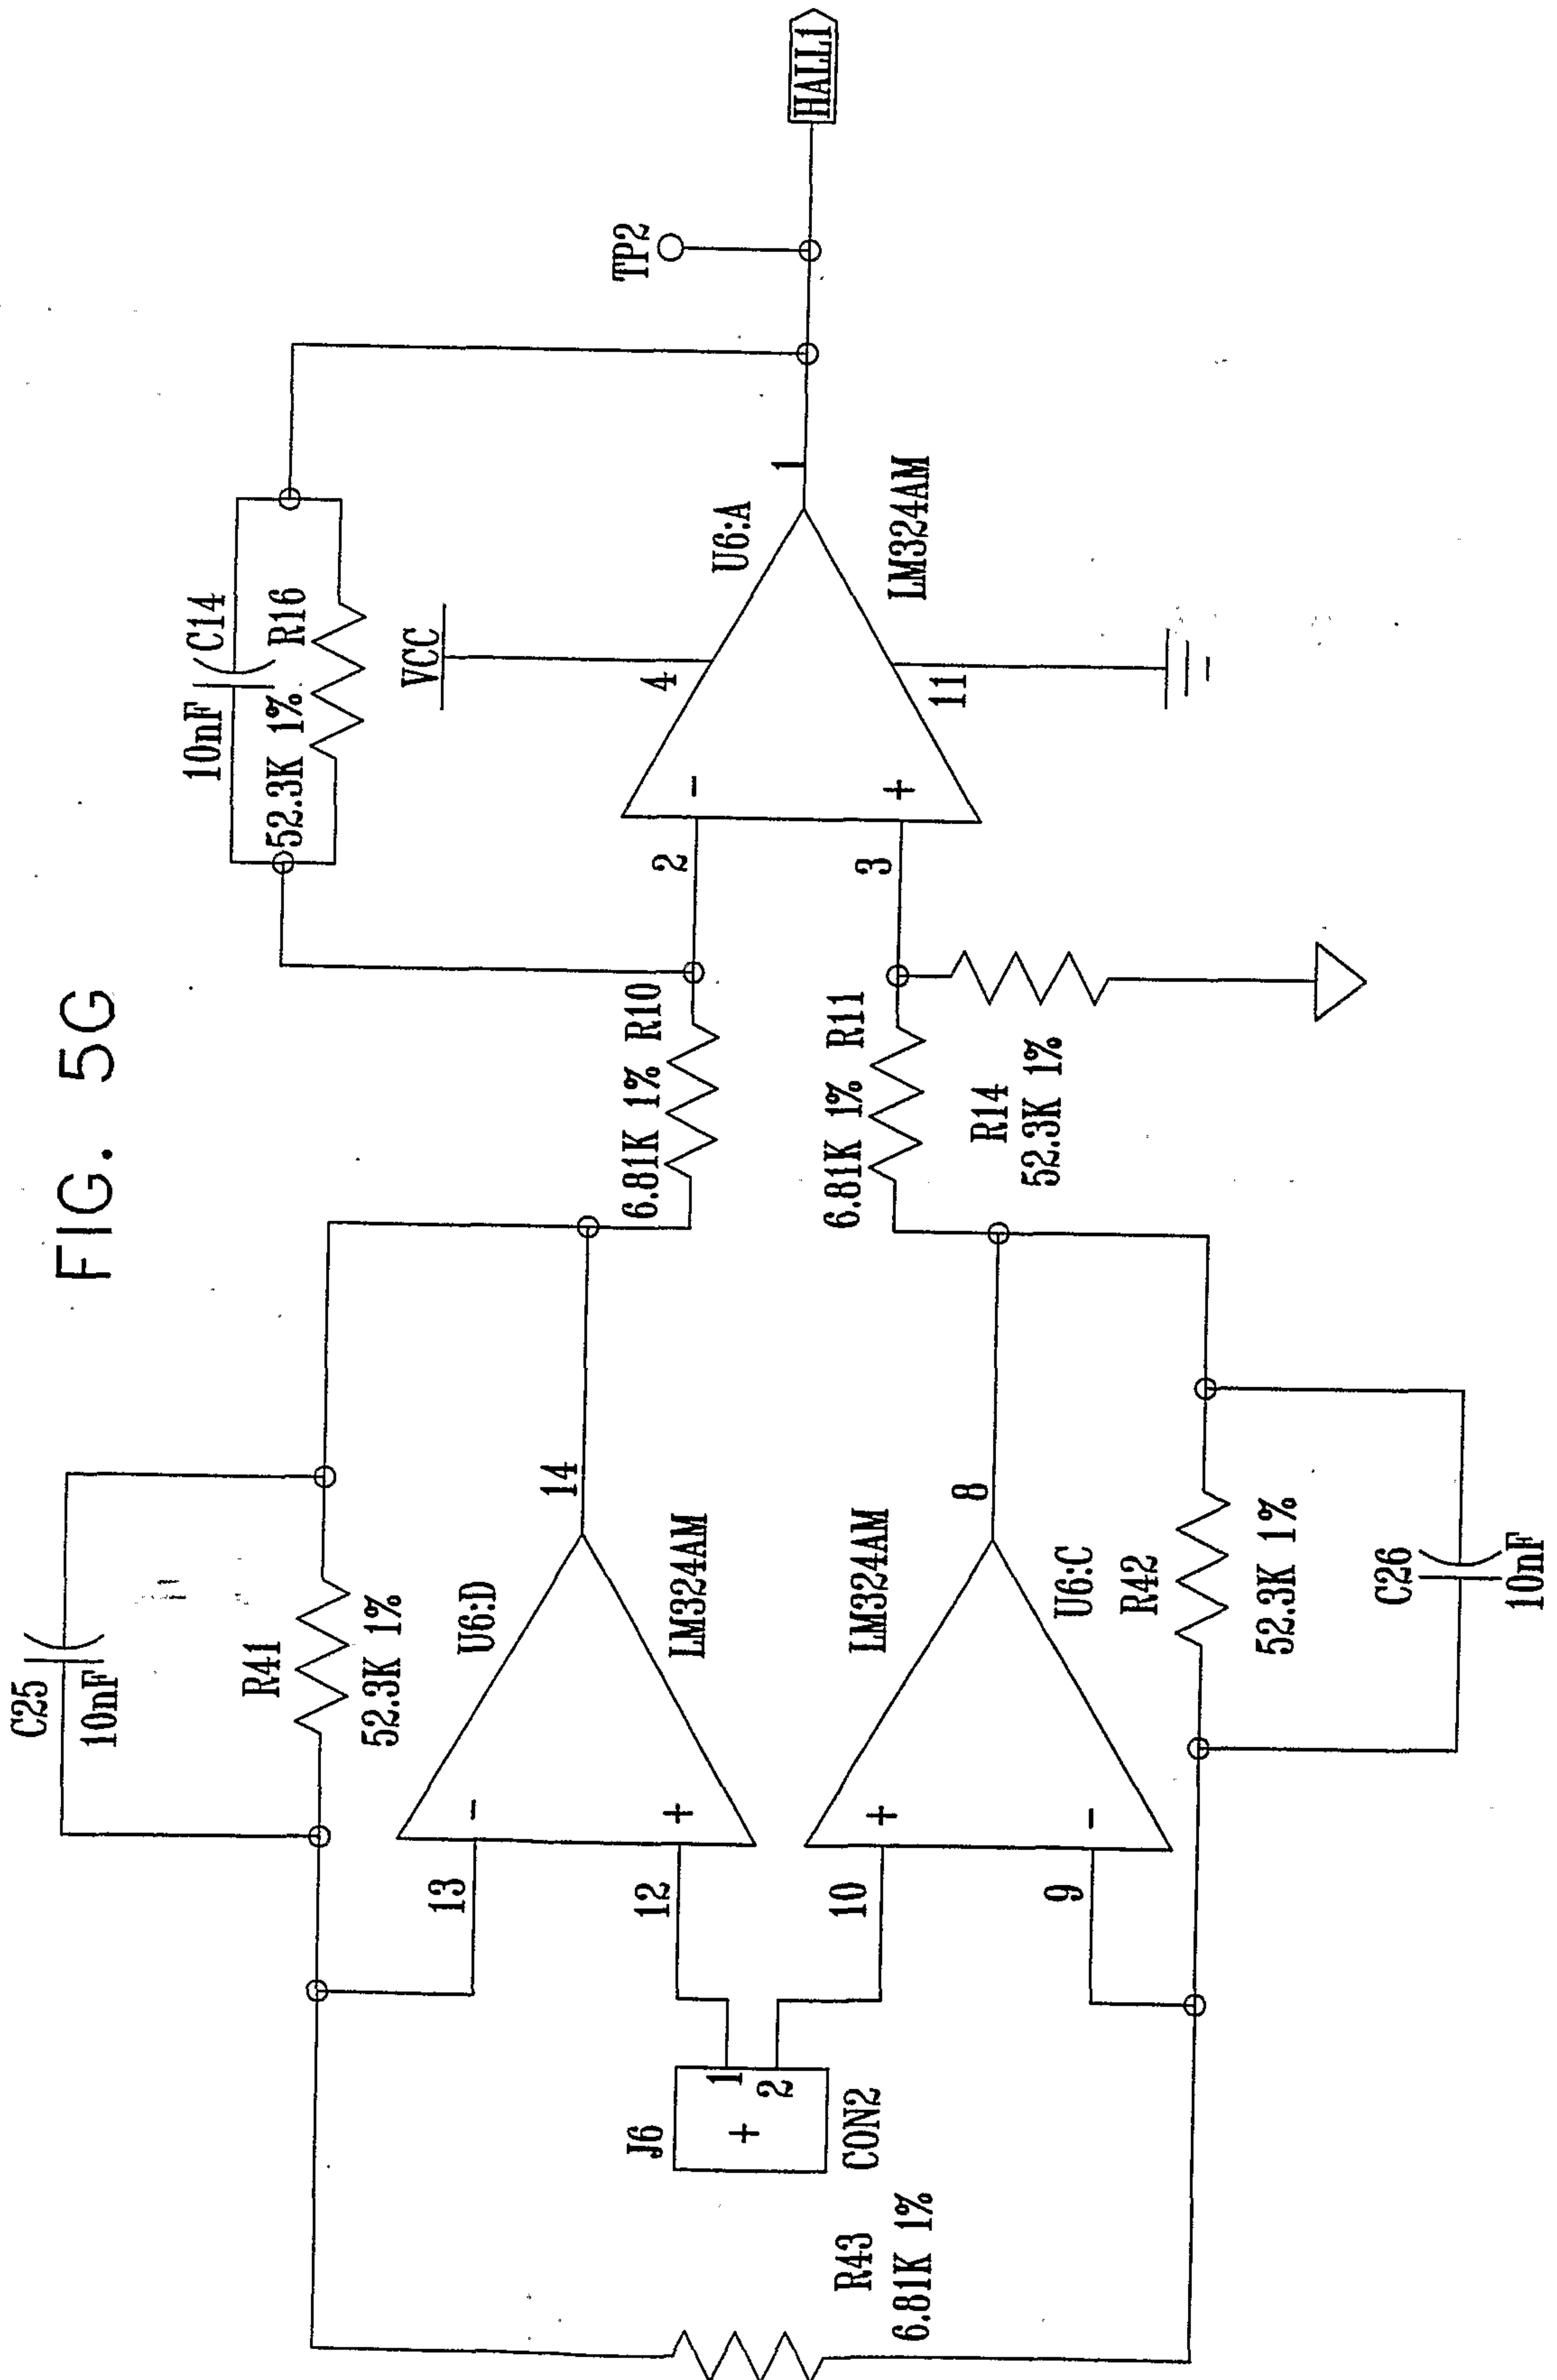 FIG. 5G
C25
10nF
R41
52.3K 1%
U6:D
LM324AM
13
12
14
J6
1
2
+
CON2
R43
6.81K 1%
-
+
10
9
8
+
-
LM324AM
U6:C
R42
52.3K 1%
C26
10nF
6.81K 1% R10
6.81K 1% R11
R14
52.3K 1%
10nF C14
52.3K 1% R16
VCC
4
2
3
-
+
11
1
U6:A
LM324AM
TP2
HALL1